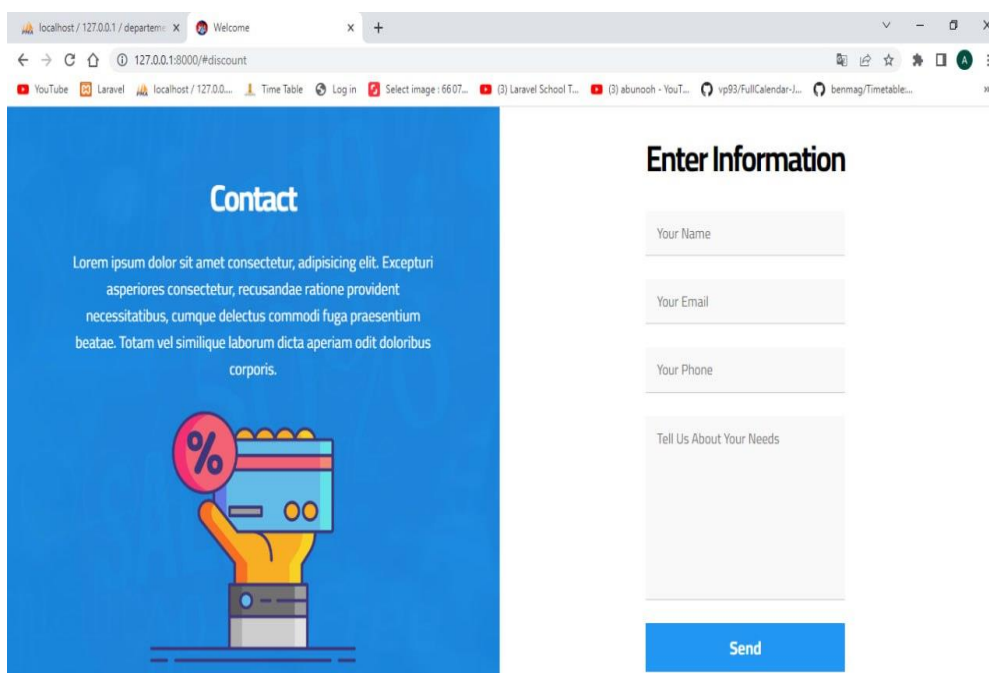 localhost / 127.0.0.1 / departeme
Welcome
127.0.0.1:8000/#discount
A
YouTube
Laravel
localhost / 127.0.0....
Time Table
Log in
Select image : 6607...
(3) Laravel School T...
(3) abunooh - YouT...
vp93/FullCalendar-J...
benmag/Timetable:...
Contact
Lorem ipsum dolor sit amet consectetur, adipisicing elit. Excepturi
asperiores consectetur, recusandae ratione provident
necessitatibus, cumque delectus commodi fuga praesentium
beatae. Totam vel similique laborum dicta aperiam odit doloribus
corporis.
%
Enter Information
Your Name
Your Email
Your Phone
Tell Us About Your Needs
Send